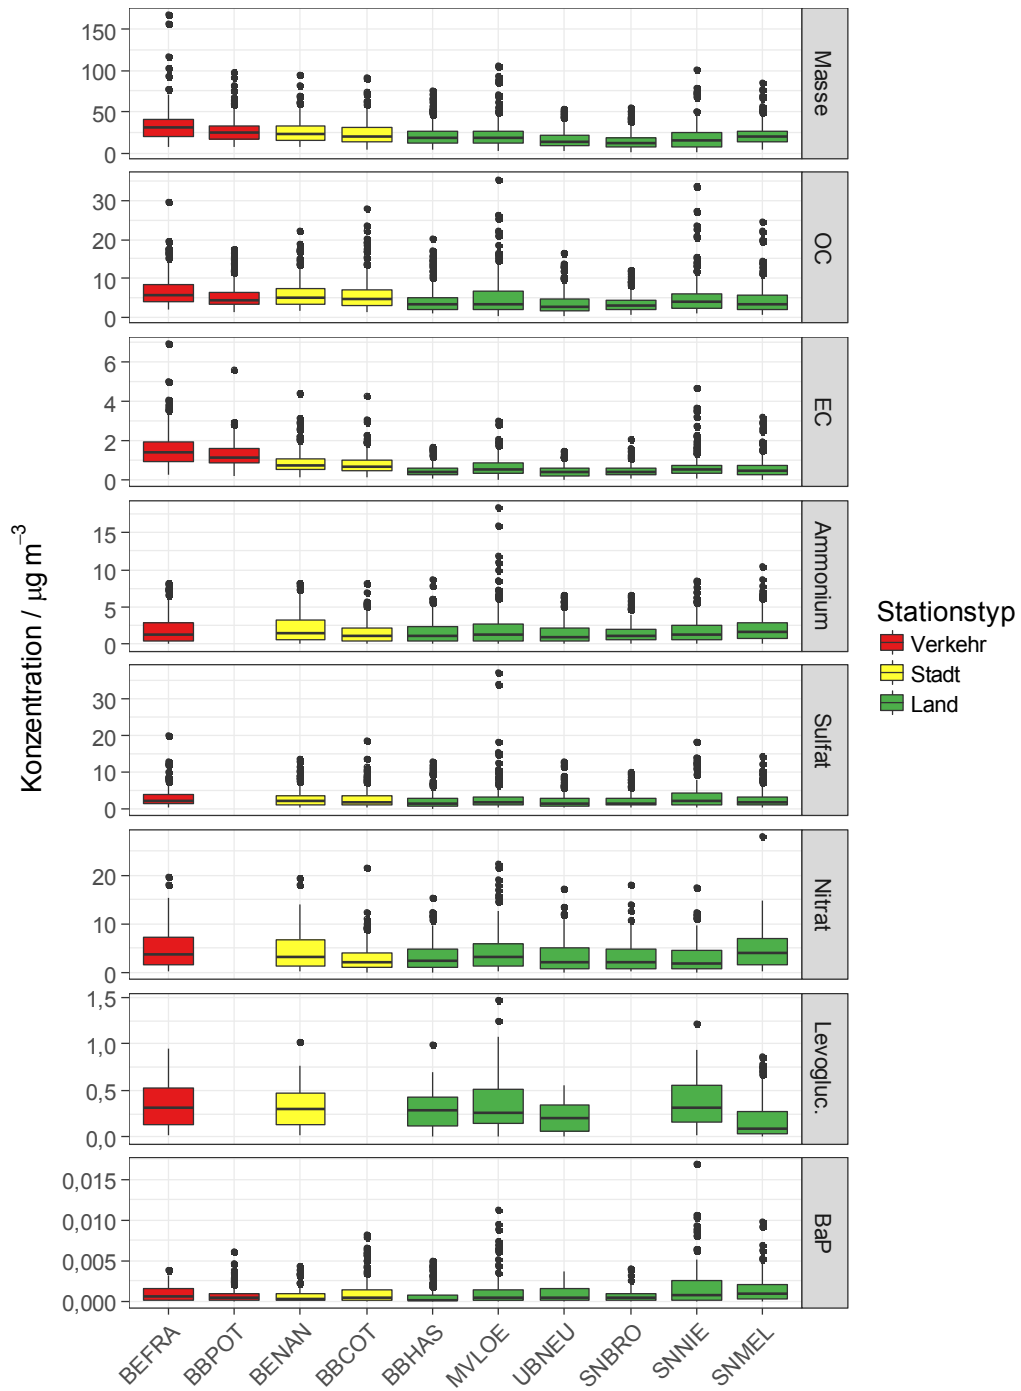 Konzentration / µg m⁻³
150
100
50
0
Masse
30
20
10
0
OC
6
4
2
0
EC
15
10
5
0
Ammonium
30
20
10
0
Sulfat
20
10
0
Nitrat
1,5
1,0
0,5
0,0
Levogluc.
0,015
0,010
0,005
0,000
BaP
BEFRA BBPOT BENAN BBCOT BBHAS MVLOE UBNEU SNBRO SNNIE SNMEL
Stationstyp
Verkehr
Stadt
Land